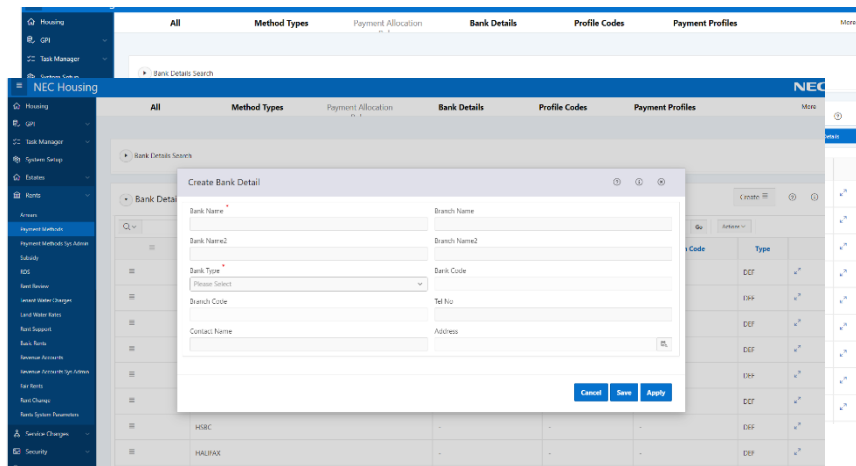 Housing
All
Method Types
Payment Allocation
Bank Details
Profile Codes
Payment Profiles
More
GPI
Task Manager
System Setup
Bank Details Search
NEC Housing
NEC
Housing
All
Method Types
Payment Allocation
Bank Details
Profile Codes
Payment Profiles
More
GPI
Task Manager
System Setup
Bank Details Search
Estates
Rents
Arrears
Payment Methods
Payment Methods Sys Admin
Subsidy
RDS
Rent Review
Tenant Water Charges
Land Water Rates
Rent Support
Basic Rents
Revenue Accounts
Revenue Accounts Sys Admin
Fair Rents
Rent Change
Rents System Parameters
Service Charges
Security
Bank Detai
Create
Go
Actions
Code
Type
DEF
DEF
DEF
DEF
DEF
DEF
HSBC
-
-
-
DEF
HALIFAX
-
-
-
DEF
Create Bank Detail
Bank Name *
Branch Name
Bank Name2
Branch Name2
Bank Type *
Bank Code
Please Select
Branch Code
Tel No
Contact Name
Address
Cancel
Save
Apply
Details